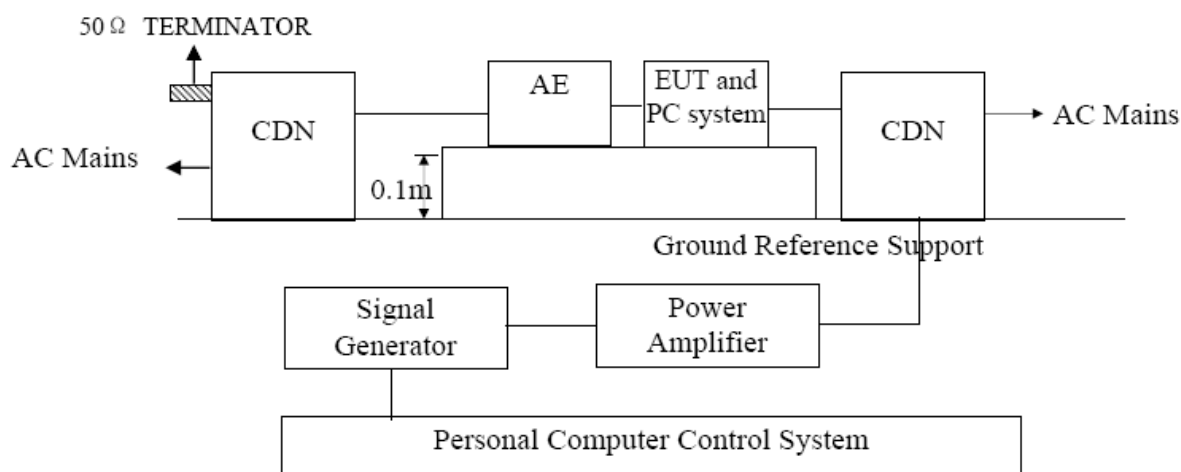 50Ω TERMINATOR
AC Mains
CDN
AE
EUT and
PC system
CDN
AC Mains
0.1m
Ground Reference Support
Signal
Generator
Power
Amplifier
Personal Computer Control System